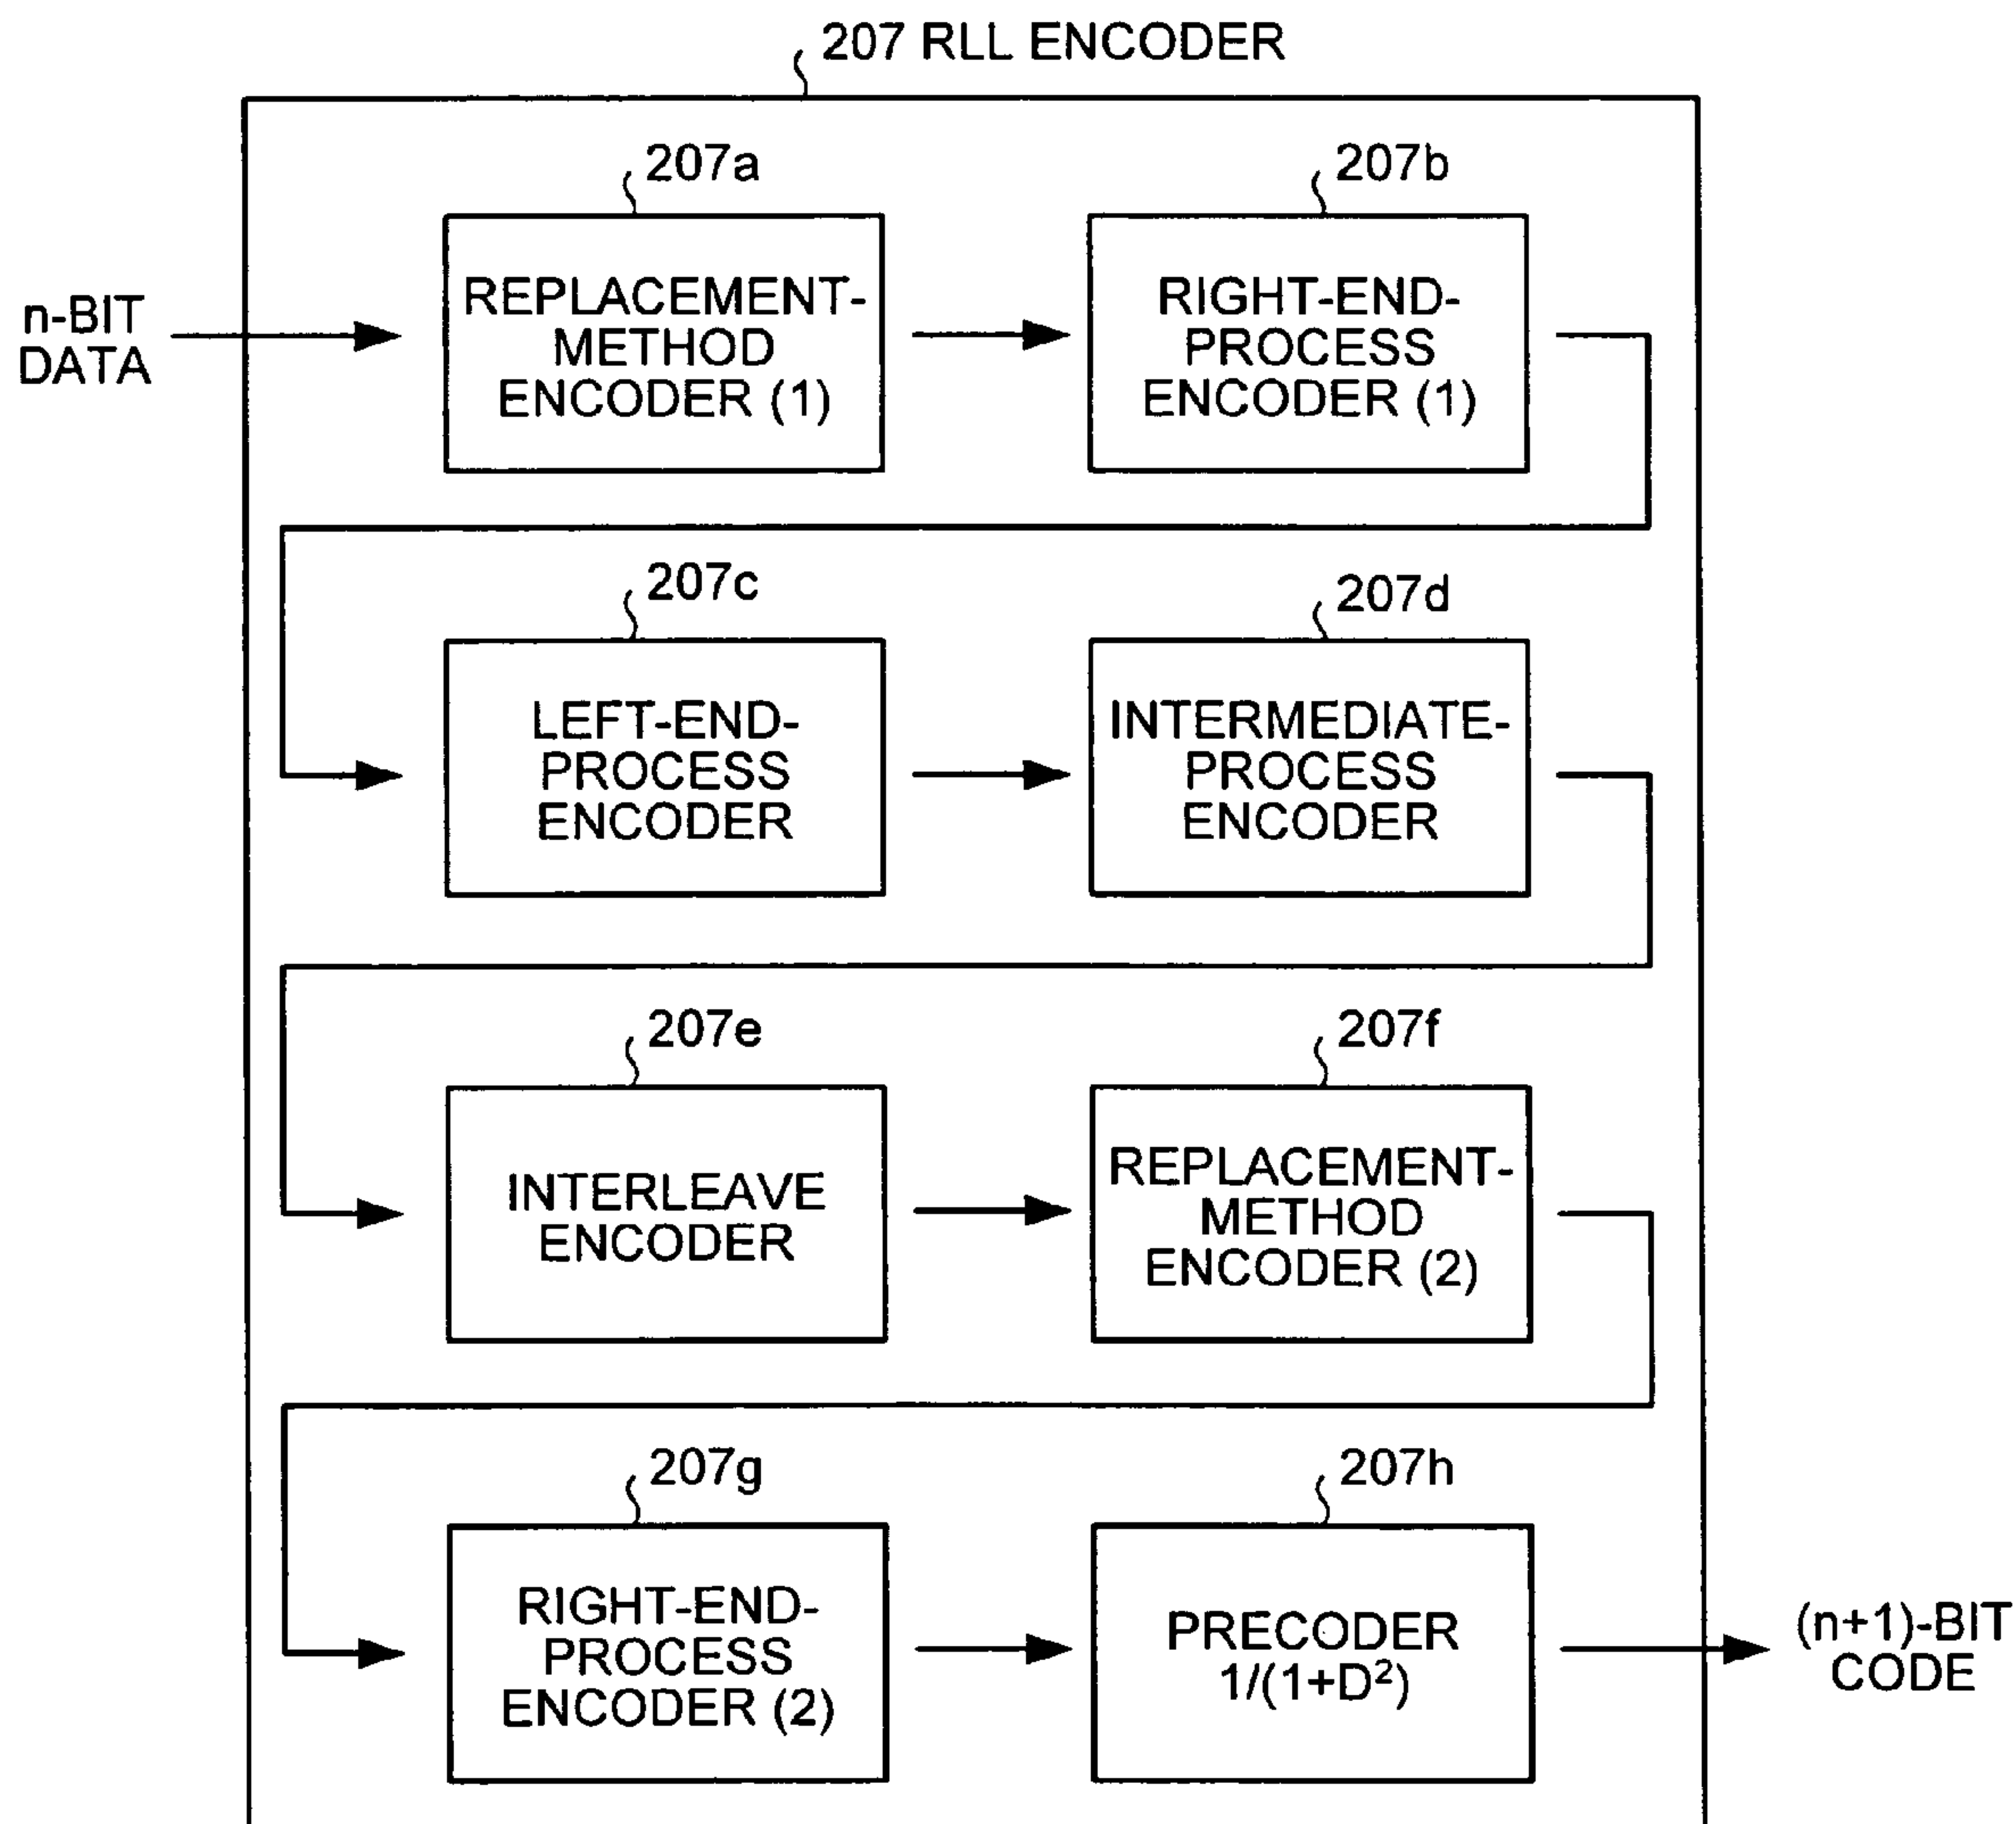 207 RLL ENCODER
207a
207b
n-BIT
DATA
REPLACEMENT-
METHOD
ENCODER (1)
RIGHT-END-
PROCESS
ENCODER (1)
207c
207d
LEFT-END-
PROCESS
ENCODER
INTERMEDIATE-
PROCESS
ENCODER
207e
207f
INTERLEAVE
ENCODER
REPLACEMENT-
METHOD
ENCODER (2)
207g
207h
RIGHT-END-
PROCESS
ENCODER (2)
PRECODER
1/(1+D²)
(n+1)-BIT
CODE